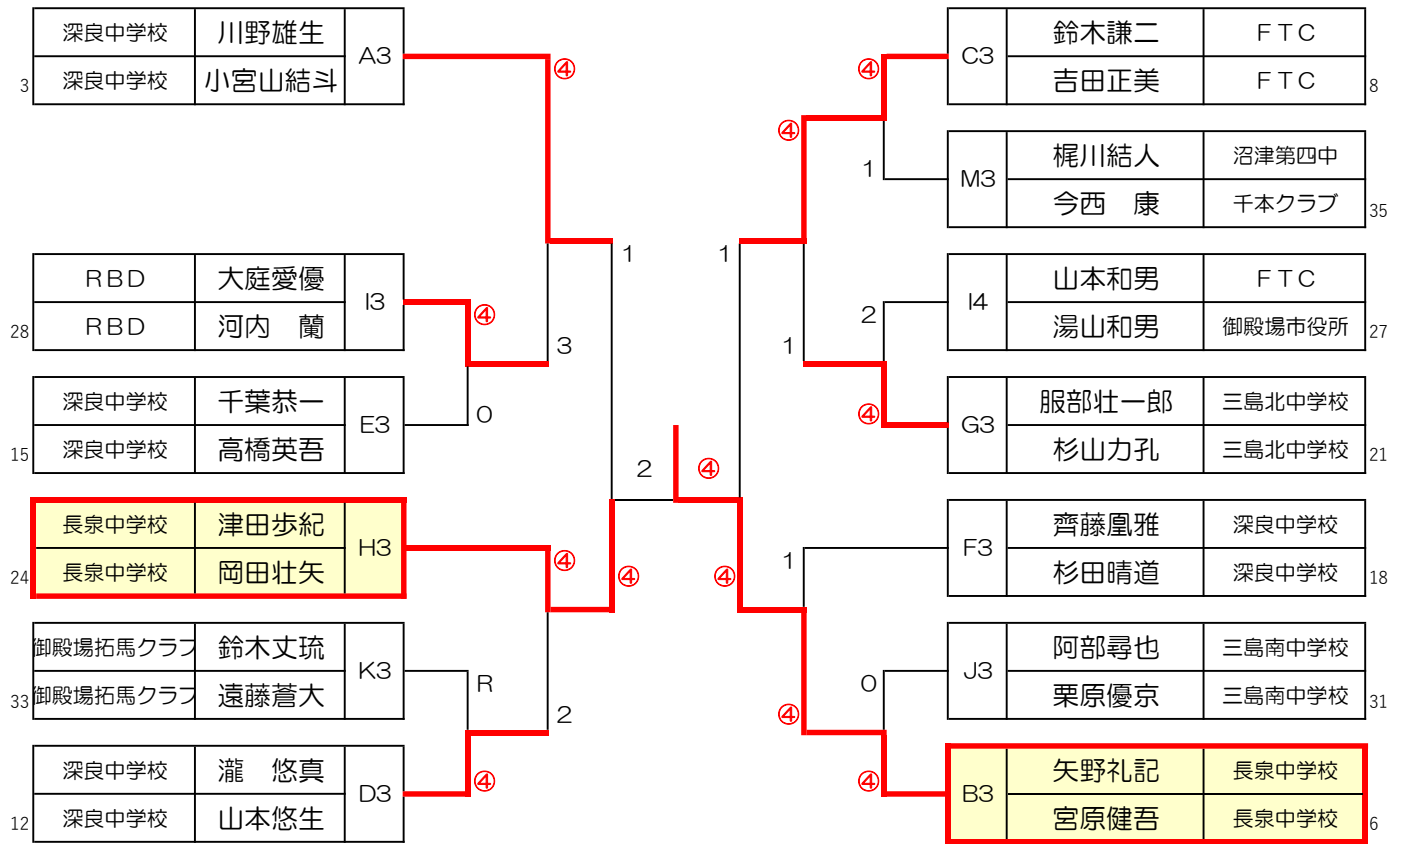 深良中学校 川野雄生
A3
3 深良中学校 小宮山結斗
④
RBD 大庭愛優
I3
28 RBD 河内　蘭
④
3
深良中学校 千葉恭一
E3
15 深良中学校 高橋英吾
0
1
長泉中学校 津田歩紀
H3
24 長泉中学校 岡田壮矢
④
④
御殿場拓馬クラブ 鈴木丈琉
K3
33 御殿場拓馬クラブ 遠藤蒼大
R
2
深良中学校 瀧　悠真
D3
12 深良中学校 山本悠生
④
2
④
鈴木謙二 ＦＴＣ
C3
吉田正美 ＦＴＣ 8
④
④
梶川結人 沼津第四中
M3
今西　康 千本クラブ 35
1
1
山本和男 ＦＴＣ
I4
湯山和男 御殿場市役所 27
2
1
服部壮一郎 三島北中学校
G3
杉山力孔 三島北中学校 21
④
齊藤凰雅 深良中学校
F3
杉田晴道 深良中学校 18
1
④
阿部尋也 三島南中学校
J3
栗原優京 三島南中学校 31
0
④
矢野礼記 長泉中学校
B3
宮原健吾 長泉中学校 6
④